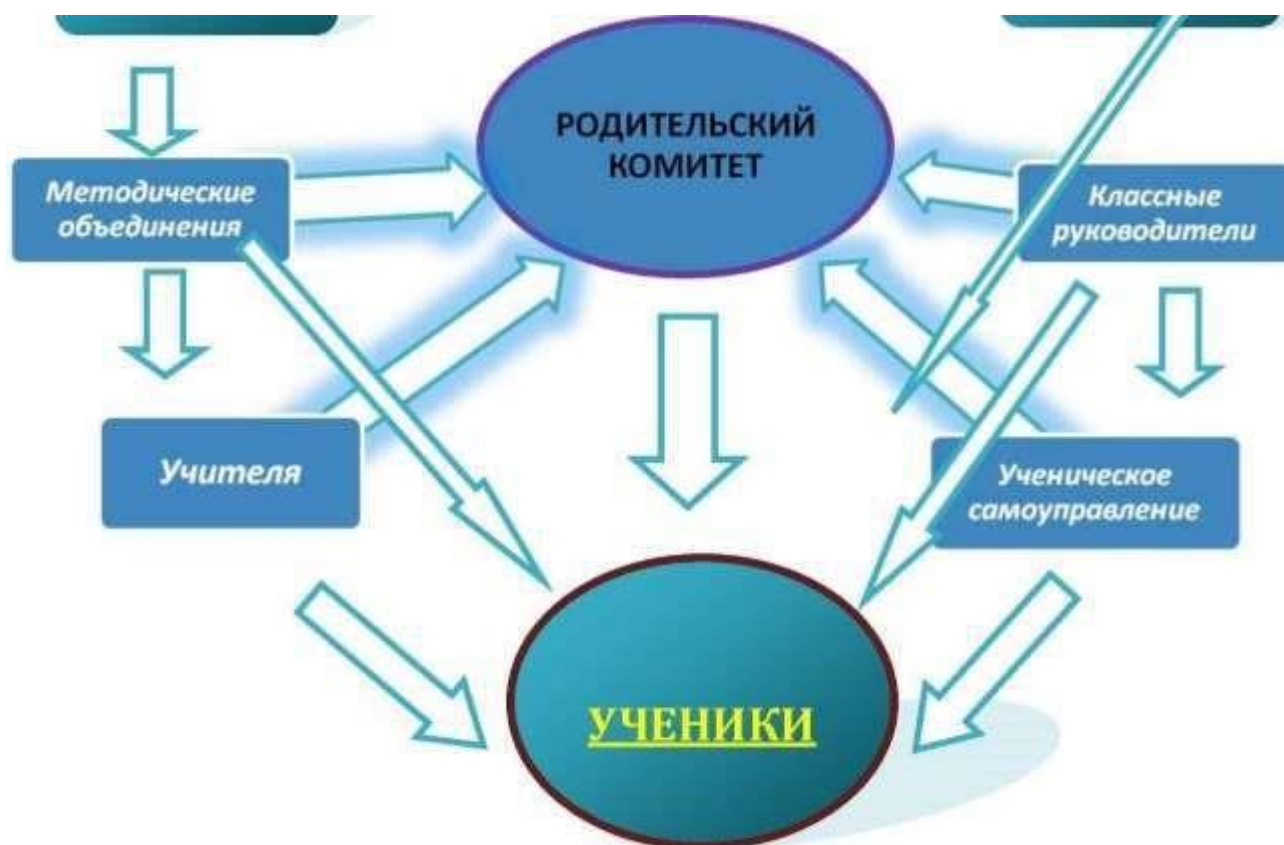 РОДИТЕЛЬСКИЙ
КОМИТЕТ
Методические
объединения
Классные
руководители
Учителя
Ученическое
самоуправление
УЧЕНИКИ